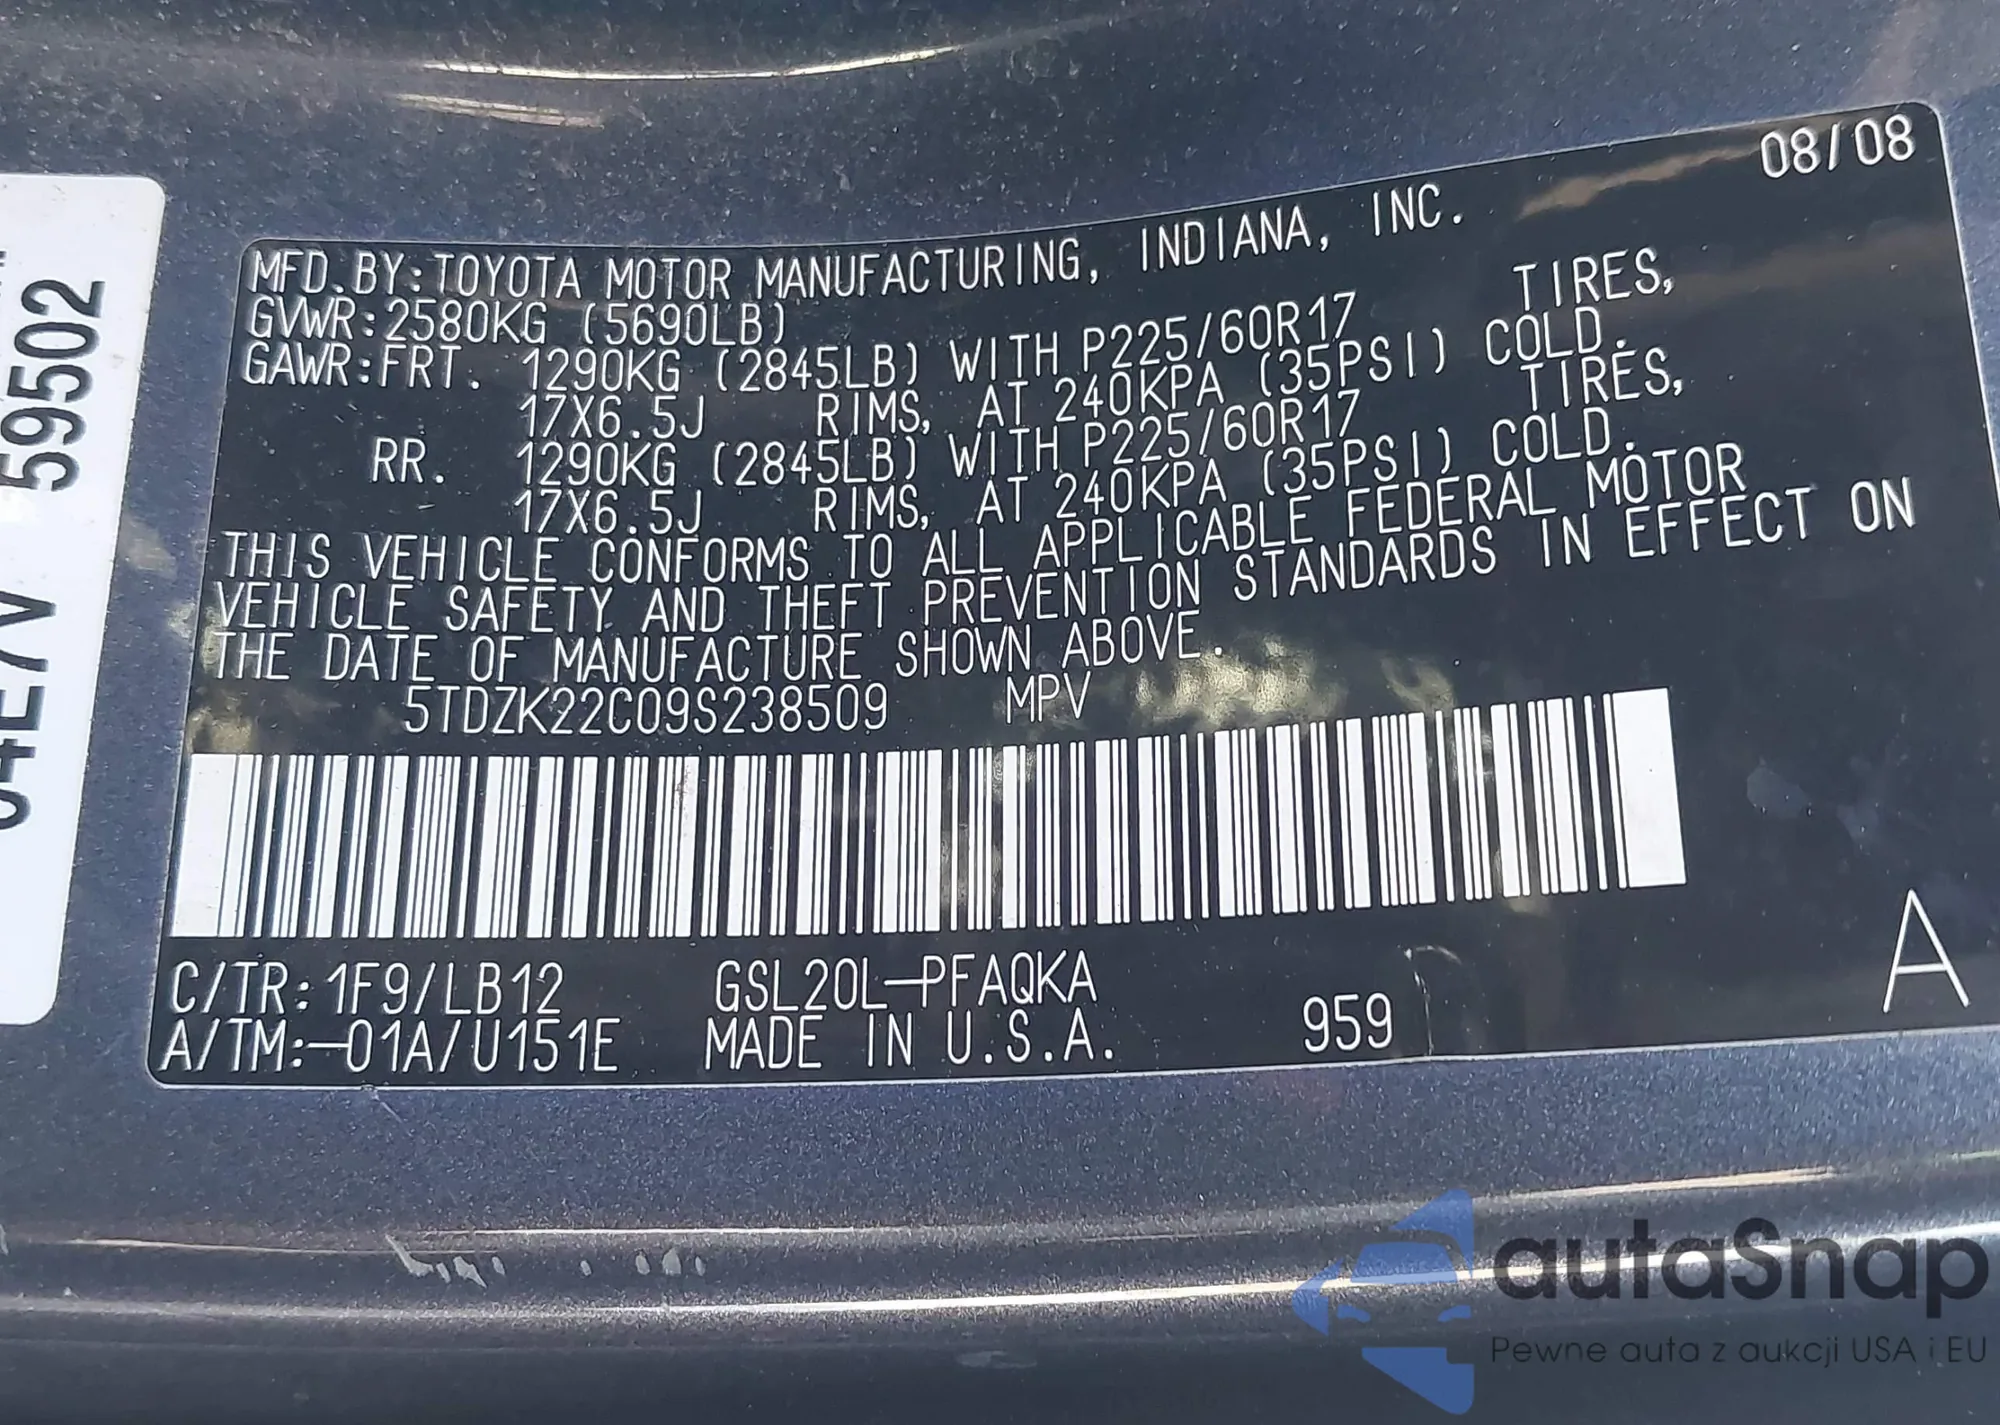 08/08
MFD.BY:TOYOTA MOTOR MANUFACTURING, INDIANA, INC.
GVWR:2580KG (5690LB)
GAWR:FRT. 1290KG (2845LB) WITH P225/60R17 TIRES,
17X6.5J RIMS, AT 240KPA (35PSI) COLD.
RR. 1290KG (2845LB) WITH P225/60R17 TIRES,
17X6.5J RIMS, AT 240KPA (35PSI) COLD.
THIS VEHICLE CONFORMS TO ALL APPLICABLE FEDERAL MOTOR
VEHICLE SAFETY AND THEFT PREVENTION STANDARDS IN EFFECT ON
THE DATE OF MANUFACTURE SHOWN ABOVE.
5TDZK22C09S238509 MPV
C/TR:1F9/LB12 GSL20L-PFAQKA
A/TM:-01A/U151E MADE IN U.S.A. 959
A
04E7V 59502
autaSnap
Pewne auta z aukcji USA i EU